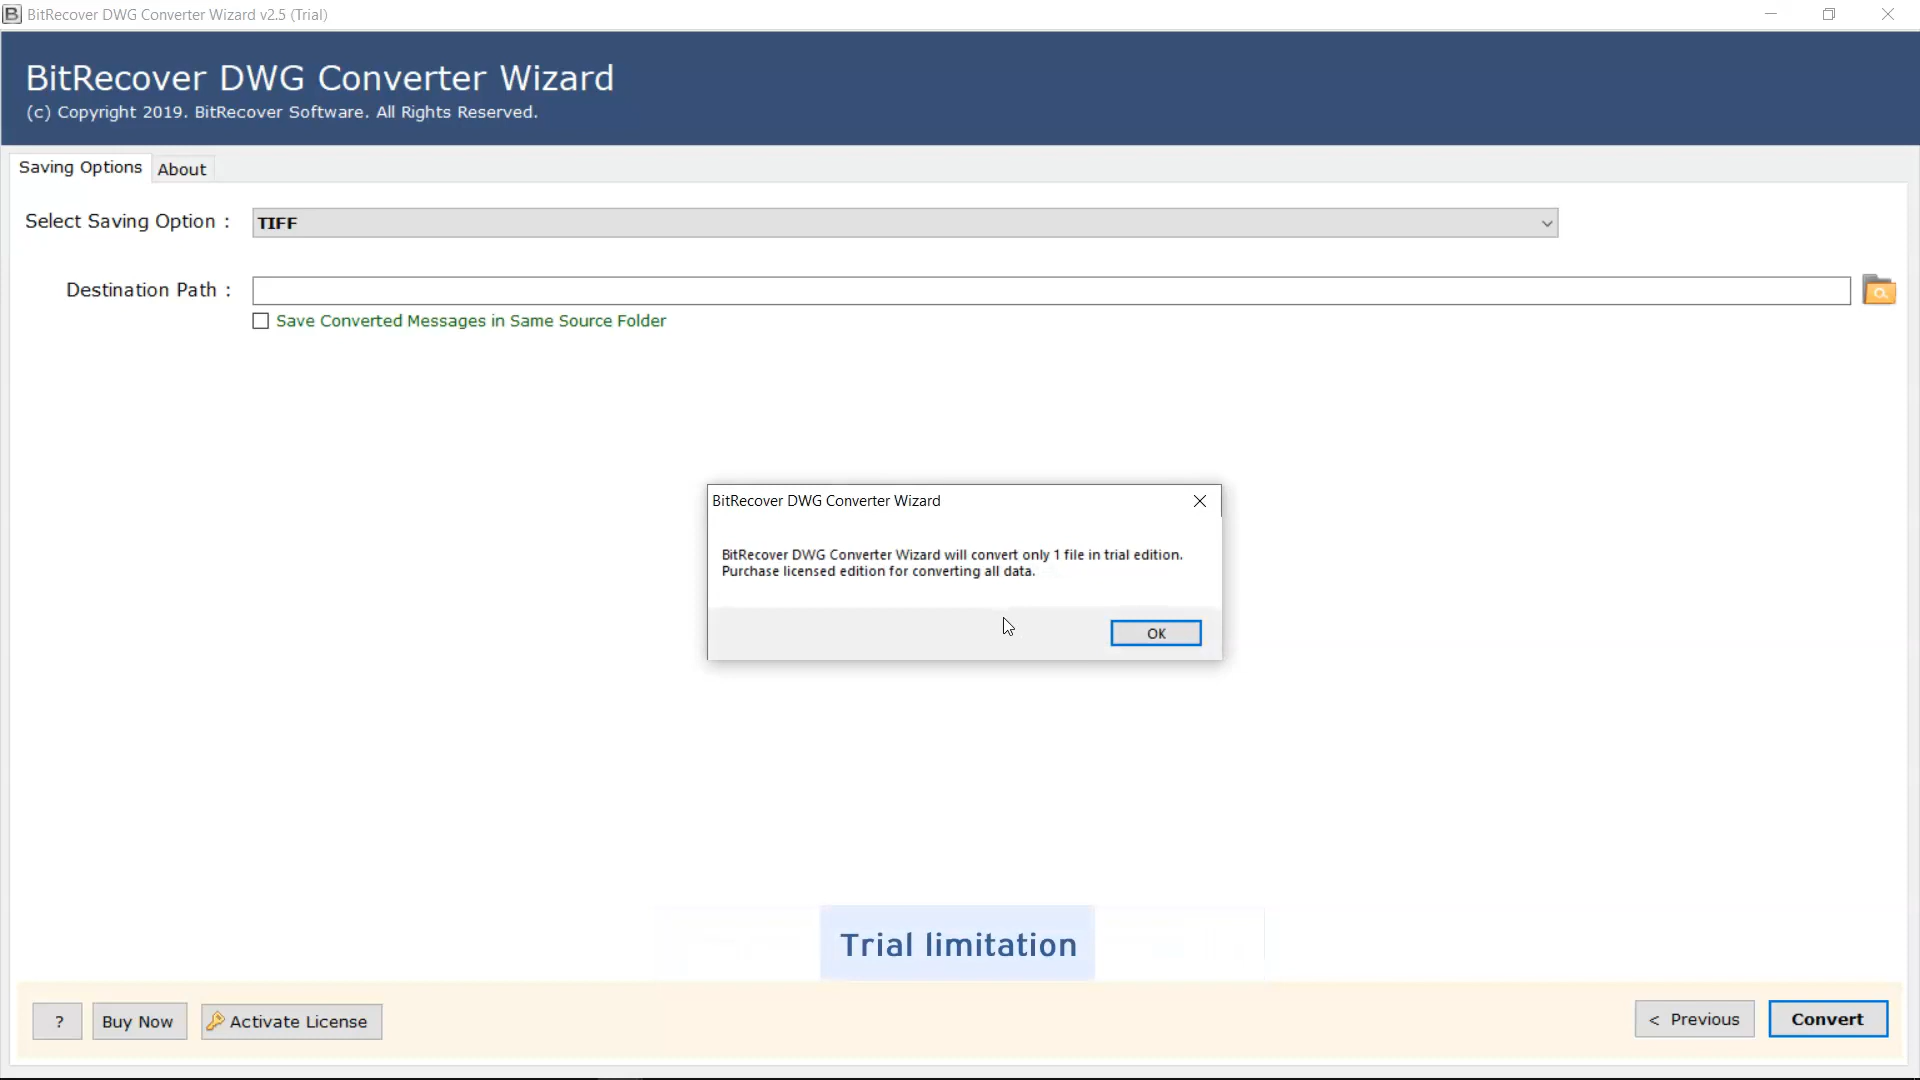 BitRecover DWG Converter Wizard v2.5 (Trial)
BitRecover DWG Converter Wizard
(c) Copyright 2019. BitRecover Software. All Rights Reserved.
Saving Options
About
Select Saving Option :
TIFF
Destination Path :
Save Converted Messages in Same Source Folder
BitRecover DWG Converter Wizard
BitRecover DWG Converter Wizard will convert only 1 file in trial edition.
Purchase licensed edition for converting all data.
OK
Trial limitation
?
Buy Now
Activate License
< Previous
Convert